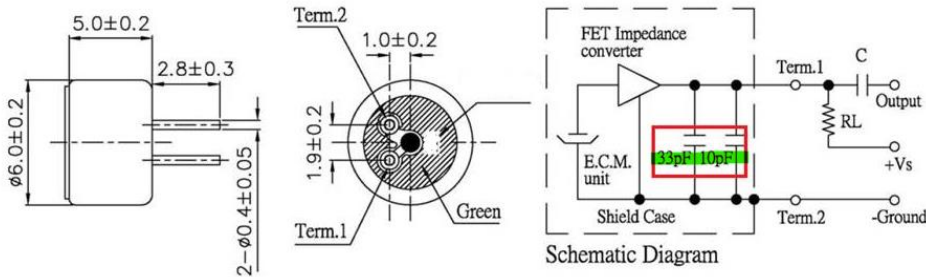 5.0±0.2
2.8±0.3
ø6.0±0.2
2-ø0.4±0.05
Term.2
1.0±0.2
1.9±0.2
Term.1
Green
FET Impedance
converter
E.C.M.
unit
33pF 10pF
Shield Case
Term.1
C
Output
RL
+Vs
Term.2
-Ground
Schematic Diagram